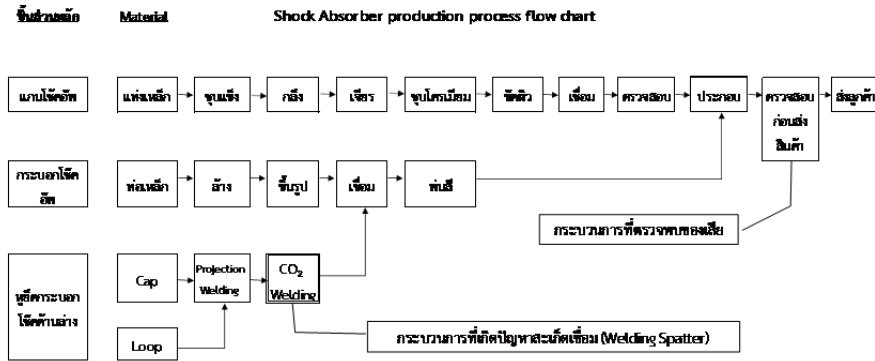 ชิ้นส่วนหลัก Material Shock Absorber production process flow chart
แกนโช๊คอัพ แท่งเหล็ก ชุบแข็ง กลึง เจียร ชุบโครเมียม ขัดผิว เชื่อม ตรวจสอบ ประกอบ ตรวจสอบ ส่งลูกค้า
ก่อนส่ง
สินค้า
กระบอกโช๊ค
อัพ
ท่อเหล็ก ล้าง ขึ้นรูป เชื่อม พ่นสี
กระบวนการที่ตรวจพบของเสีย
หูยึดกระบอก
โช๊คด้านล่าง
Cap
Projection
Welding
CO₂
Welding
Loop
กระบวนการที่เกิดปัญหาสะเก็ดเชื่อม (Welding Spatter)